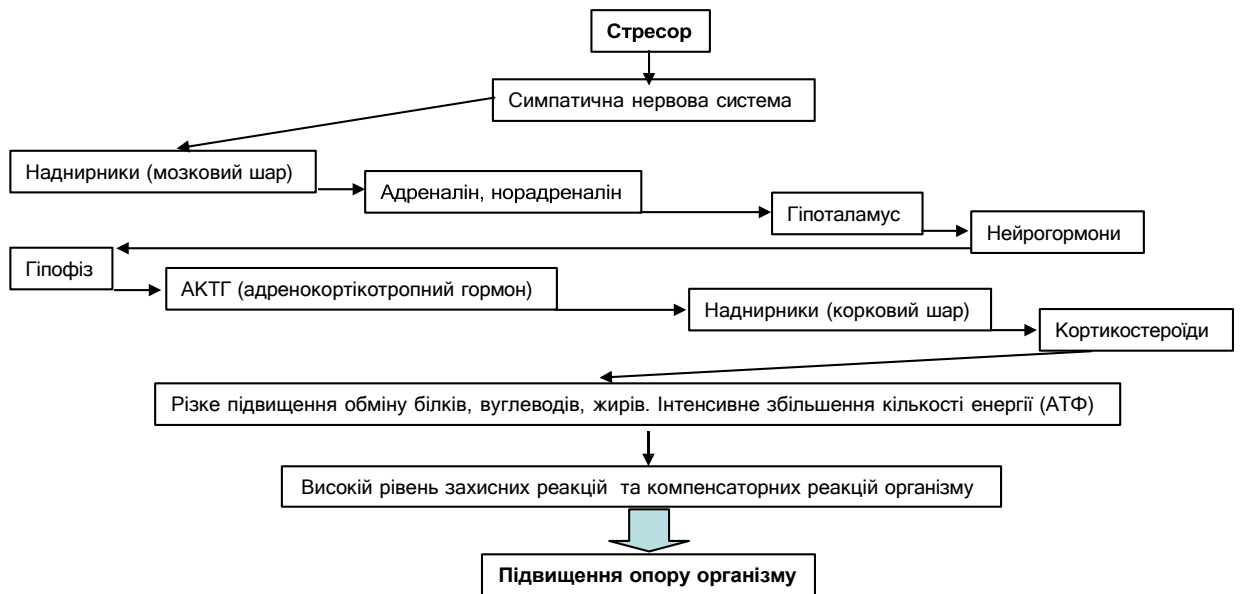 Стресор
Симпатична нервова система
Наднирники (мозковий шар)
Адреналін, норадреналін
Гіпоталамус
Нейрогормони
Гіпофіз
АКТГ (адренокортікотропний гормон)
Наднирники (корковий шар)
Кортикостероїди
Різке підвищення обміну білків, вуглеводів, жирів. Інтенсивне збільшення кількості енергії (АТФ)
Високій рівень захисних реакцій та компенсаторних реакцій організму
Підвищення опору організму